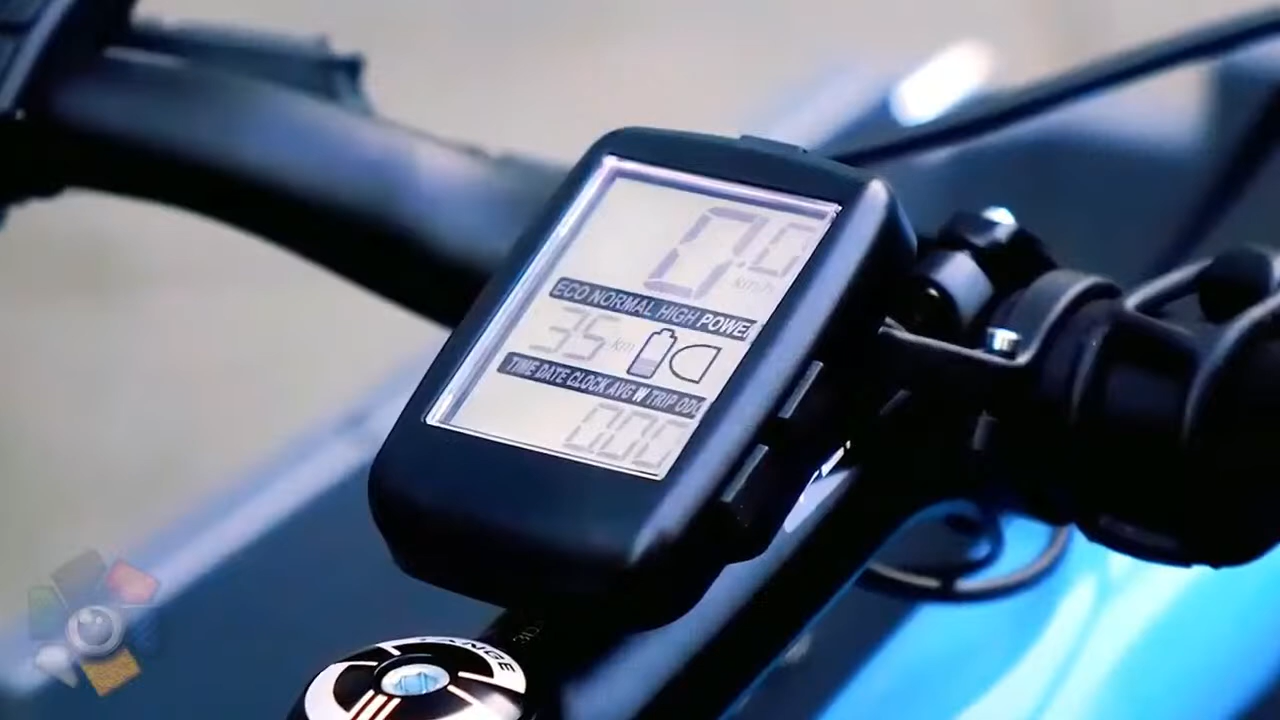 0.0
km/h
ECO NORMAL HIGH POWER
35 km
TIME DATE CLOCK AVG W TRIP ODO
0.00